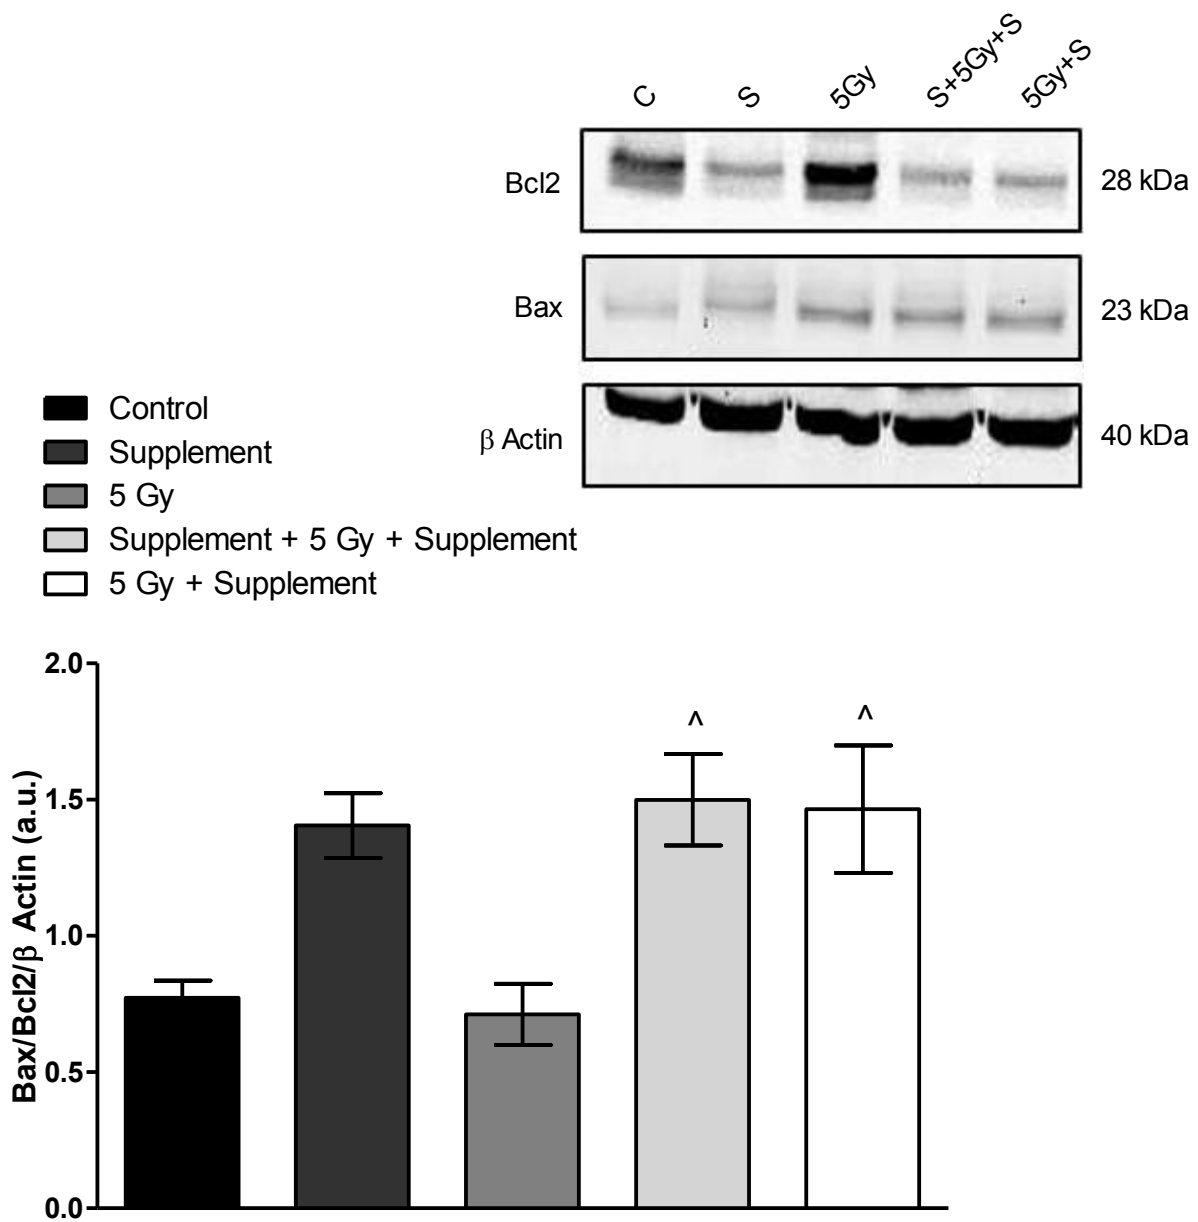 C S 5Gy S+5Gy+S 5Gy+S
Bcl2 28 kDa
Bax 23 kDa
β Actin 40 kDa
Control
Supplement
5 Gy
Supplement + 5 Gy + Supplement
5 Gy + Supplement
Bax/Bcl2/β Actin (a.u.)
2.0
1.5
1.0
0.5
0.0
^ ^